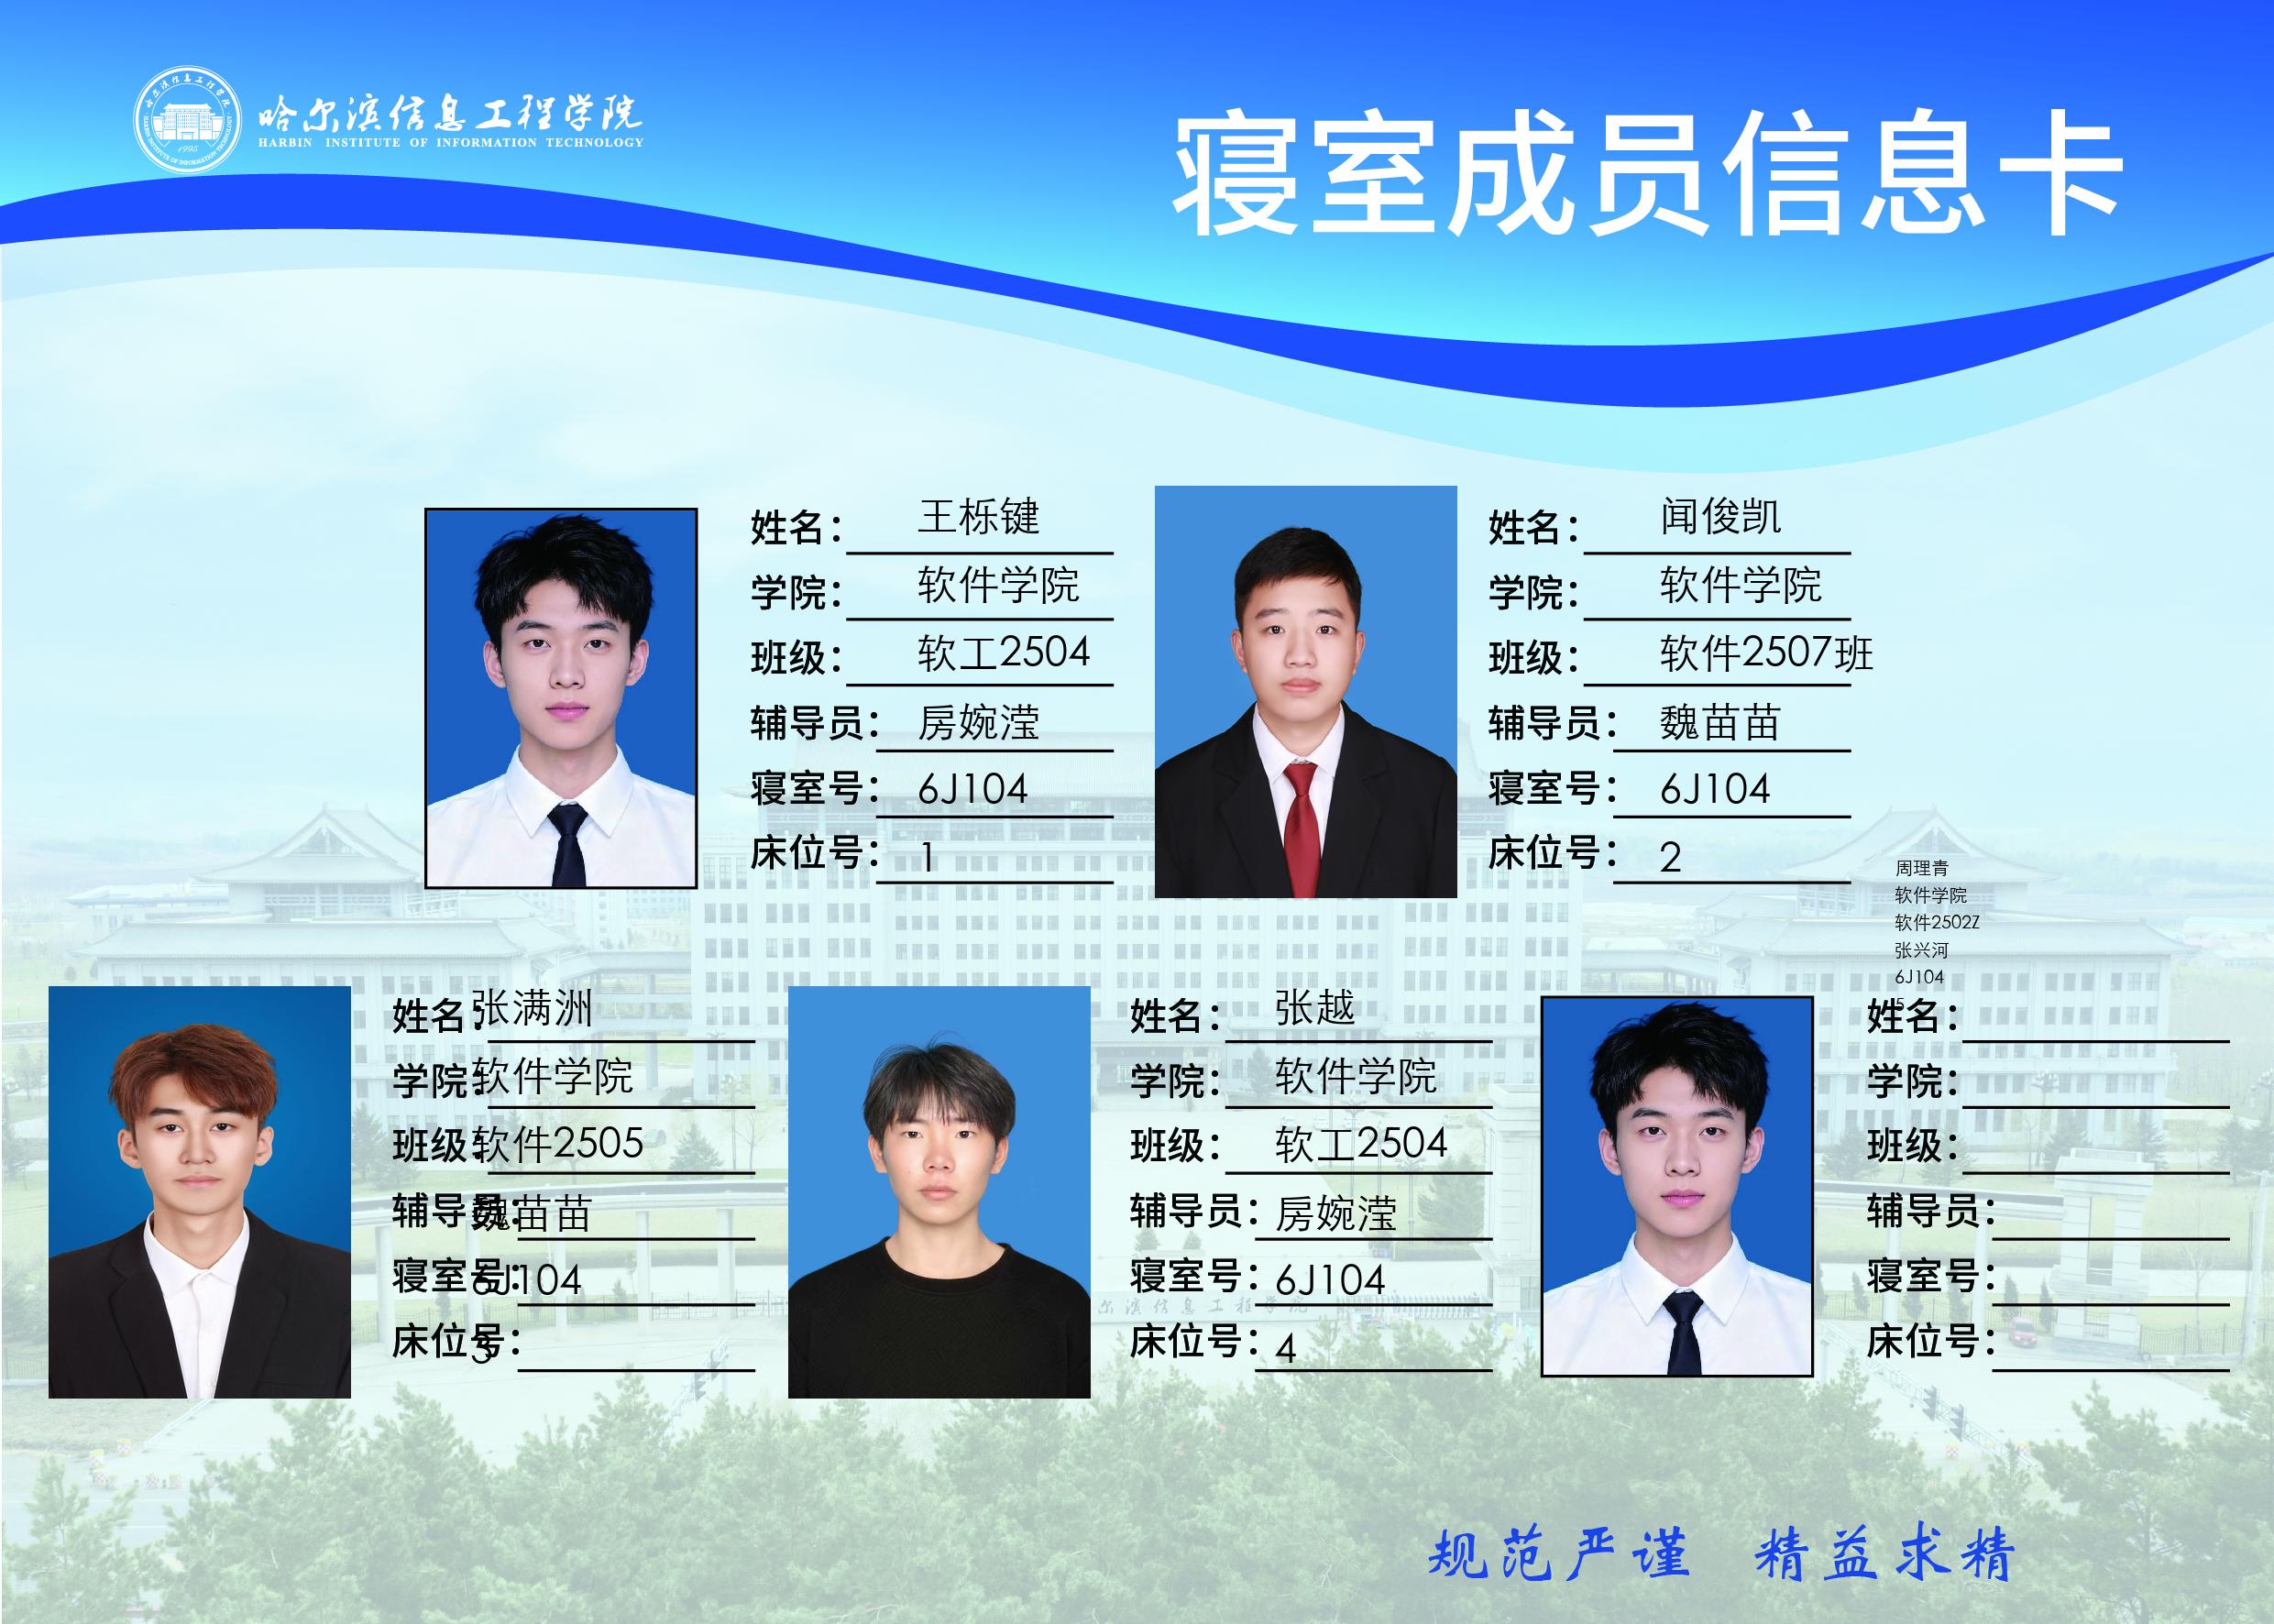 哈尔滨信息工程学院
HARBIN INSTITUTE OF INFORMATION TECHNOLOGY
1995
寝室成员信息卡
姓名： 王栎键
学院： 软件学院
班级： 软工2504
辅导员： 房婉滢
寝室号： 6J104
床位号： 1
姓名： 闻俊凯
学院： 软件学院
班级： 软件2507班
辅导员： 魏苗苗
寝室号： 6J104
床位号： 2
周理青
软件学院
软件2502Z
张兴河
6J104
5
姓名： 张满洲
学院： 软件学院
班级： 软件2505
辅导员： 魏苗苗
寝室号： 6J104
床位号： 3
姓名： 张越
学院： 软件学院
班级： 软工2504
辅导员： 房婉滢
寝室号： 6J104
床位号： 4
姓名：
学院：
班级：
辅导员：
寝室号：
床位号：
规范严谨 精益求精